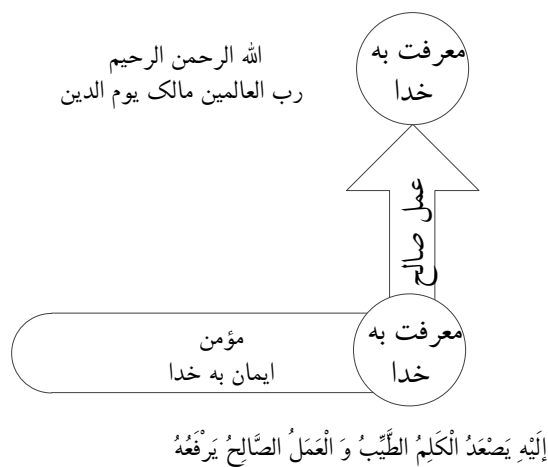 معرفت به
خدا
الله الرحمن الرحیم
رب العالمین مالک یوم الدین
عمل صالح
معرفت به
خدا
مؤمن
ایمان به خدا
إِلَيْهِ يَصْعَدُ الْكَلِمُ الطَّيِّبُ وَ الْعَمَلُ الصَّالِحُ يَرْفَعُهُ